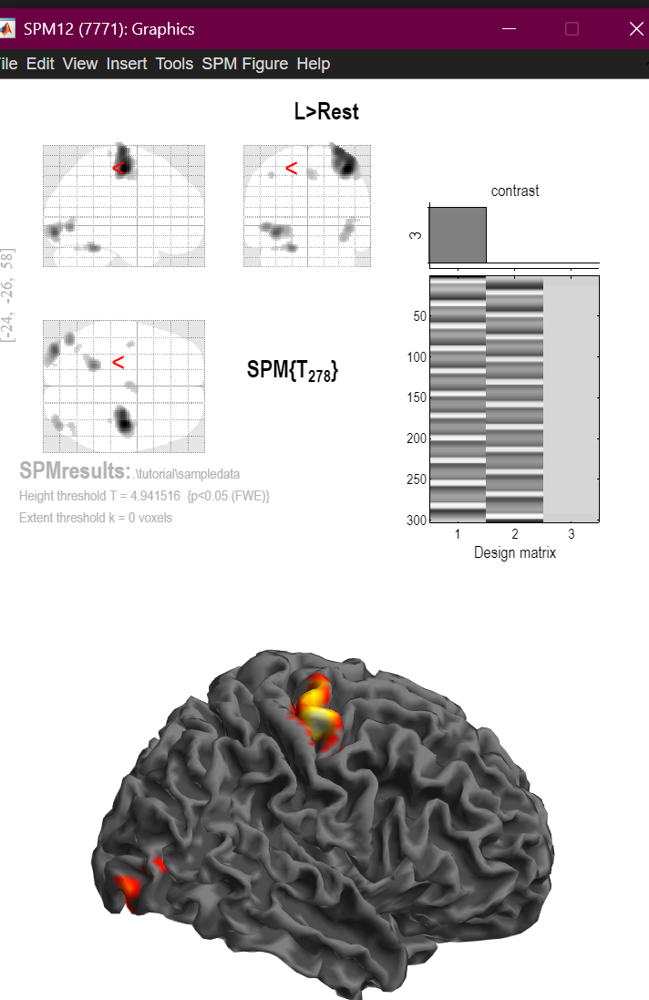 SPM12 (7771): Graphics
File Edit View Insert Tools SPM Figure Help
L>Rest
[-24, -26, 58]
<
<
<
SPM{T278}
SPMresults: .\tutorial\sampledata
Height threshold T = 4.941516 {p<0.05 (FWE)}
Extent threshold k = 0 voxels
contrast
3
50
100
150
200
250
300
1 2 3
Design matrix